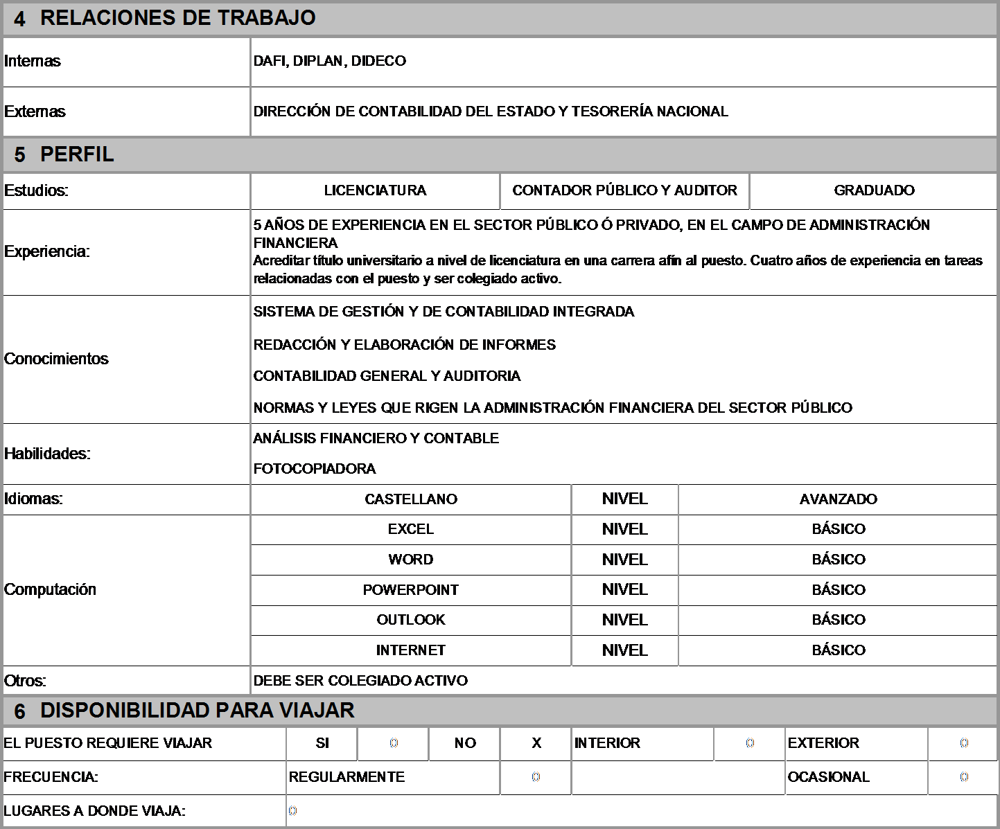 4 RELACIONES DE TRABAJO
Internas DAFI, DIPLAN, DIDECO
Externas DIRECCIÓN DE CONTABILIDAD DEL ESTADO Y TESORERÍA NACIONAL
5 PERFIL
Estudios: LICENCIATURA CONTADOR PÚBLICO Y AUDITOR GRADUADO
Experiencia: 5 AÑOS DE EXPERIENCIA EN EL SECTOR PÚBLICO Ó PRIVADO, EN EL CAMPO DE ADMINISTRACIÓN
FINANCIERA
Acreditar título universitario a nivel de licenciatura en una carrera afín al puesto. Cuatro años de experiencia en tareas
relacionadas con el puesto y ser colegiado activo.
Conocimientos SISTEMA DE GESTIÓN Y DE CONTABILIDAD INTEGRADA
REDACCIÓN Y ELABORACIÓN DE INFORMES
CONTABILIDAD GENERAL Y AUDITORIA
NORMAS Y LEYES QUE RIGEN LA ADMINISTRACIÓN FINANCIERA DEL SECTOR PÚBLICO
Habilidades: ANÁLISIS FINANCIERO Y CONTABLE
FOTOCOPIADORA
Idiomas: CASTELLANO NIVEL AVANZADO
Computación EXCEL NIVEL BÁSICO
WORD NIVEL BÁSICO
POWERPOINT NIVEL BÁSICO
OUTLOOK NIVEL BÁSICO
INTERNET NIVEL BÁSICO
Otros: DEBE SER COLEGIADO ACTIVO
6 DISPONIBILIDAD PARA VIAJAR
EL PUESTO REQUIERE VIAJAR SI 0 NO X INTERIOR 0 EXTERIOR 0
FRECUENCIA: REGULARMENTE 0 OCASIONAL 0
LUGARES A DONDE VIAJA: 0